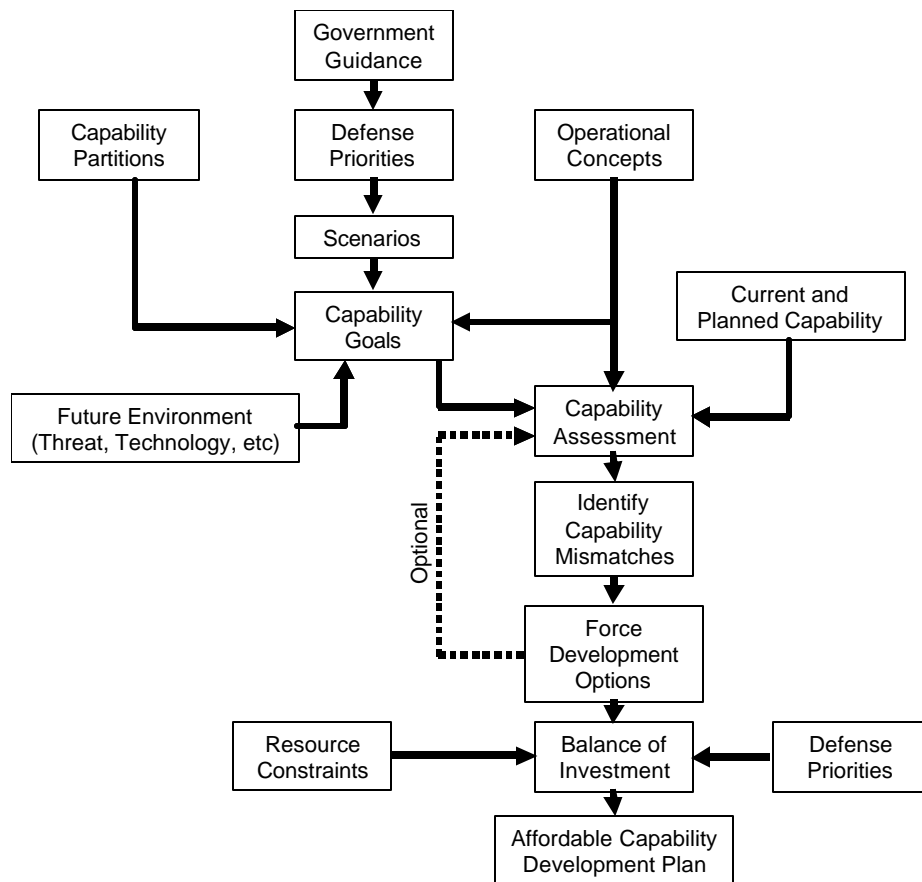 Government
Guidance
Capability
Partitions
Defense
Priorities
Operational
Concepts
Scenarios
Capability
Goals
Current and
Planned Capability
Future Environment
(Threat, Technology, etc)
Capability
Assessment
Identify
Capability
Mismatches
Optional
Force
Development
Options
Resource
Constraints
Balance of
Investment
Defense
Priorities
Affordable Capability
Development Plan